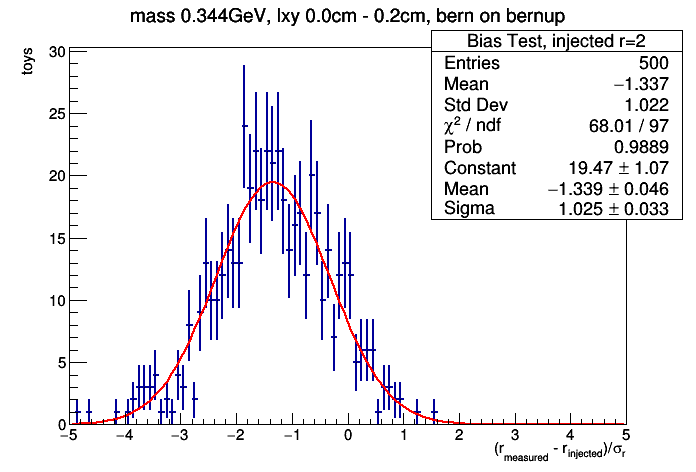 mass 0.344GeV, lxy 0.0cm - 0.2cm, bern on bernup
Bias Test, injected r=2
Entries 500
Mean −1.337
Std Dev 1.022
χ² / ndf 68.01 / 97
Prob 0.9889
Constant 19.47 ± 1.07
Mean −1.339 ± 0.046
Sigma 1.025 ± 0.033
toys
30
25
20
15
10
5
0
−5 −4 −3 −2 −1 0 1 2 3 4 5
(r_measured - r_injected)/σ_r